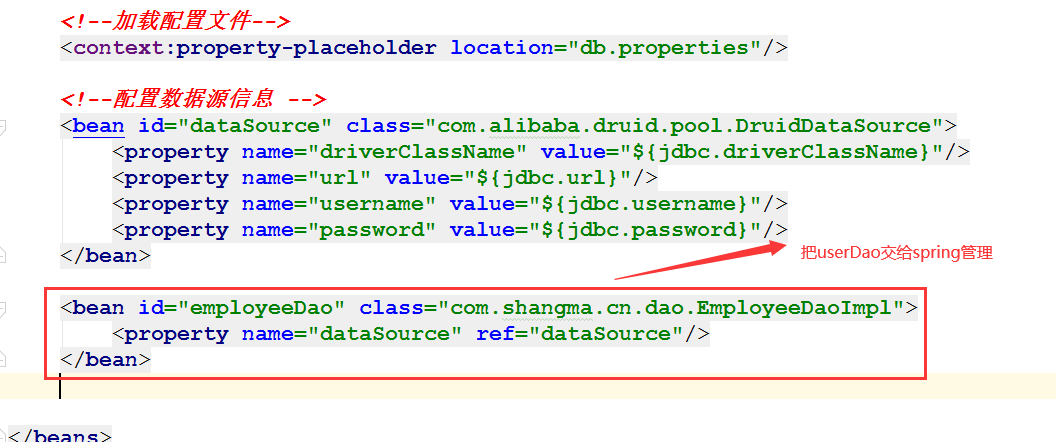 <!--加载配置文件-->
<context:property-placeholder location="db.properties"/>
<!--配置数据源信息 -->
<bean id="dataSource" class="com.alibaba.druid.pool.DruidDataSource">
<property name="driverClassName" value="${jdbc.driverClassName}"/>
<property name="url" value="${jdbc.url}"/>
<property name="username" value="${jdbc.username}"/>
<property name="password" value="${jdbc.password}"/>
</bean>
把userDao交给spring管理
<bean id="employeeDao" class="com.shangma.cn.dao.EmployeeDaoImpl">
<property name="dataSource" ref="dataSource"/>
</bean>
</beans>